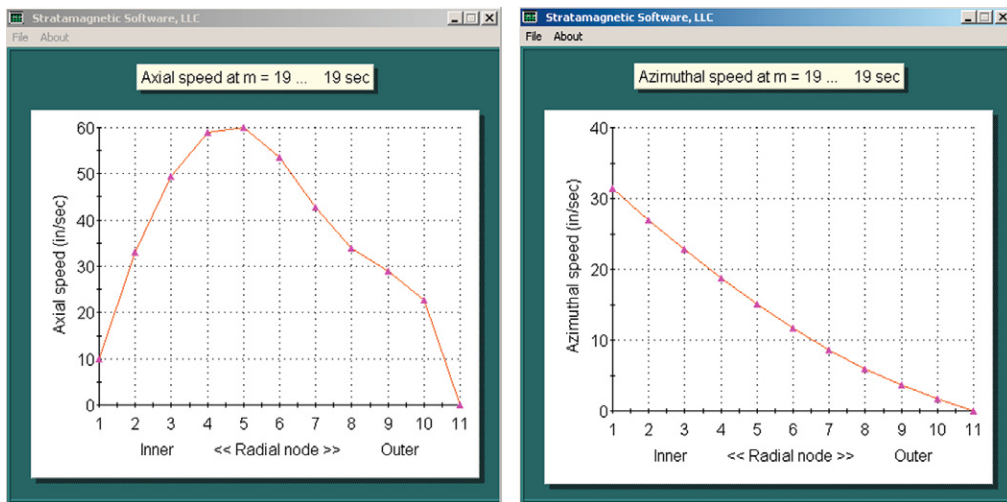 Stratamagnetic Software, LLC
File About
Axial speed at m = 19 ... 19 sec
60
50
40
30
20
10
0
Axial speed (in/sec)
1 2 3 4 5 6 7 8 9 10 11
Inner << Radial node >> Outer
Stratamagnetic Software, LLC
File About
Azimuthal speed at m = 19 ... 19 sec
40
30
20
10
0
Azimuthal speed (in/sec)
1 2 3 4 5 6 7 8 9 10 11
Inner << Radial node >> Outer